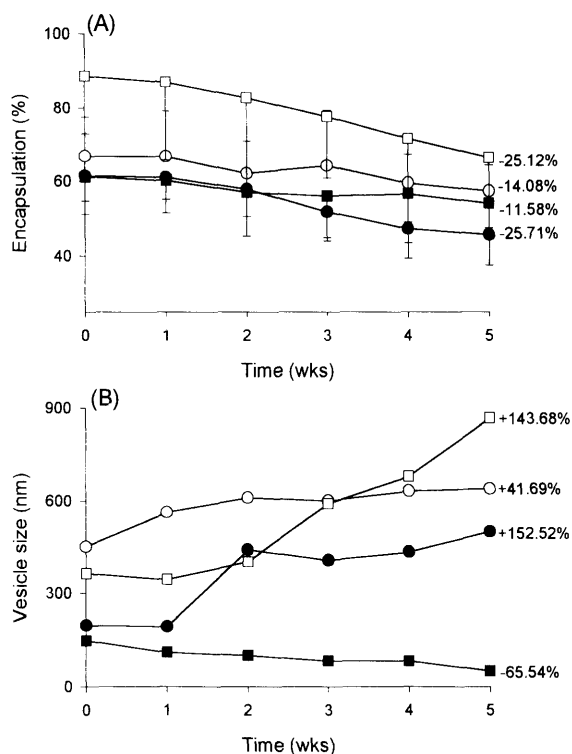 (A)
100
80
60
40
Encapsulation (%)
-25.12%
-14.08%
-11.58%
-25.71%
0 1 2 3 4 5
Time (wks)
(B)
900
600
300
0
Vesicle size (nm)
+143.68%
+41.69%
+152.52%
-65.54%
0 1 2 3 4 5
Time (wks)